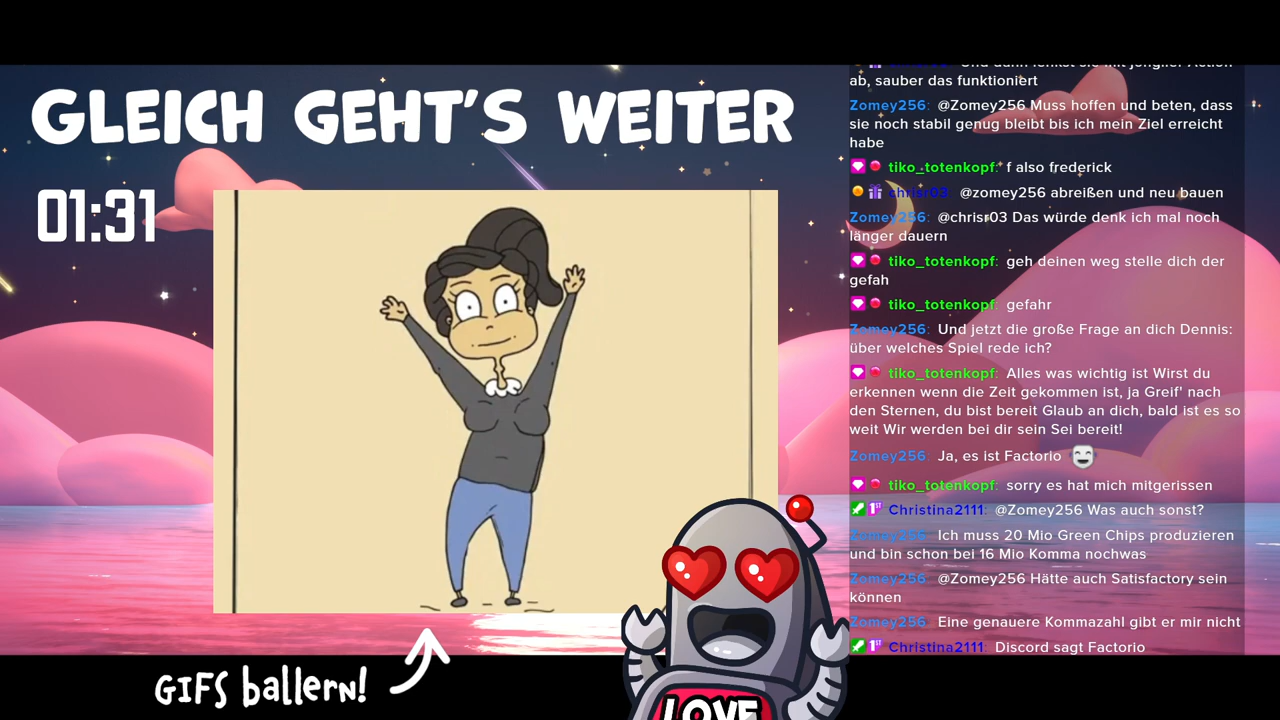 GLEICH GEHT'S WEITER
01:31
GIFS ballern!
LOVE
ab, sauber das funktioniert
Zomey256: @Zomey256 Muss hoffen und beten, dass
sie noch stabil genug bleibt bis ich mein Ziel erreicht
habe
tiko_totenkopf: f also frederick
chrisr03: @zomey256 abreißen und neu bauen
Zomey256: @chrisr03 Das würde denk ich mal noch
länger dauern
tiko_totenkopf: geh deinen weg stelle dich der
gefah
tiko_totenkopf: gefahr
Zomey256: Und jetzt die große Frage an dich Dennis:
über welches Spiel rede ich?
tiko_totenkopf: Alles was wichtig ist Wirst du
erkennen wenn die Zeit gekommen ist, ja Greif' nach
den Sternen, du bist bereit Glaub an dich, bald ist es so
weit Wir werden bei dir sein Sei bereit!
Zomey256: Ja, es ist Factorio
tiko_totenkopf: sorry es hat mich mitgerissen
1st Christina2111: @Zomey256 Was auch sonst?
Zomey256: Ich muss 20 Mio Green Chips produzieren
und bin schon bei 16 Mio Komma nochwas
Zomey256: @Zomey256 Hätte auch Satisfactory sein
können
Zomey256: Eine genauere Kommazahl gibt er mir nicht
1st Christina2111: Discord sagt Factorio